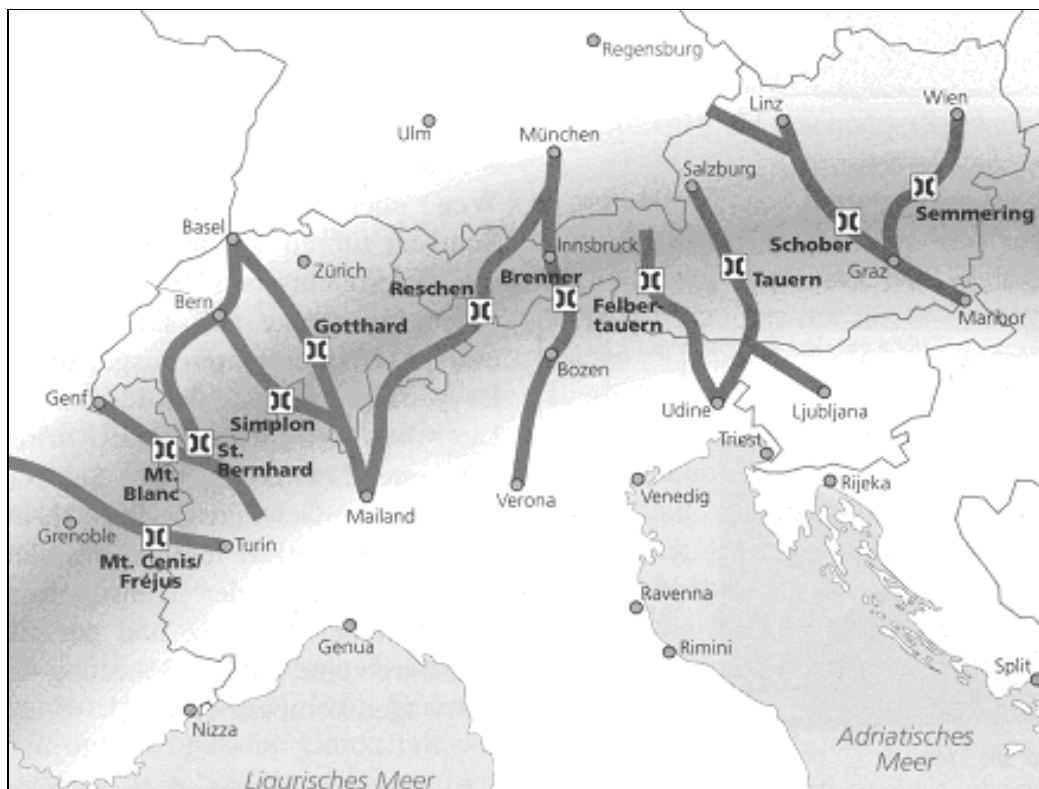 Regensburg
Linz
Wien
Ulm
München
Salzburg
Semmering
Basel
Zürich
Innsbruck
Schober
Reschen
Brenner
Graz
Tauern
Bern
Felber-
tauern
Maribor
Gotthard
Bozen
Genf
Simplon
Udine
Ljubljana
St.
Bernhard
Triest
Mt.
Blanc
Mailand
Verona
Venedig
Rijeka
Grenoble
Turin
Mt. Cenis/
Fréjus
Ravenna
Genua
Rimini
Split
Nizza
Adriatisches
Meer
Ligurisches Meer